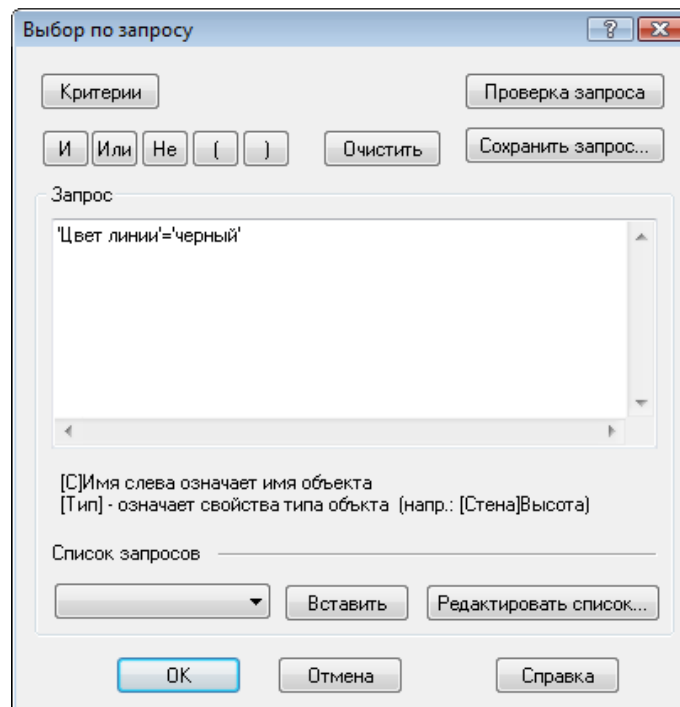 Выбор по запросу
Критерии
Проверка запроса
И Или Не ( )
Очистить
Сохранить запрос...
Запрос
'Цвет линии'='черный'
[С]Имя слева означает имя объекта
[Тип] - означает свойства типа объкта (напр.: [Стена]Высота)
Список запросов
Вставить
Редактировать список...
OK
Отмена
Справка